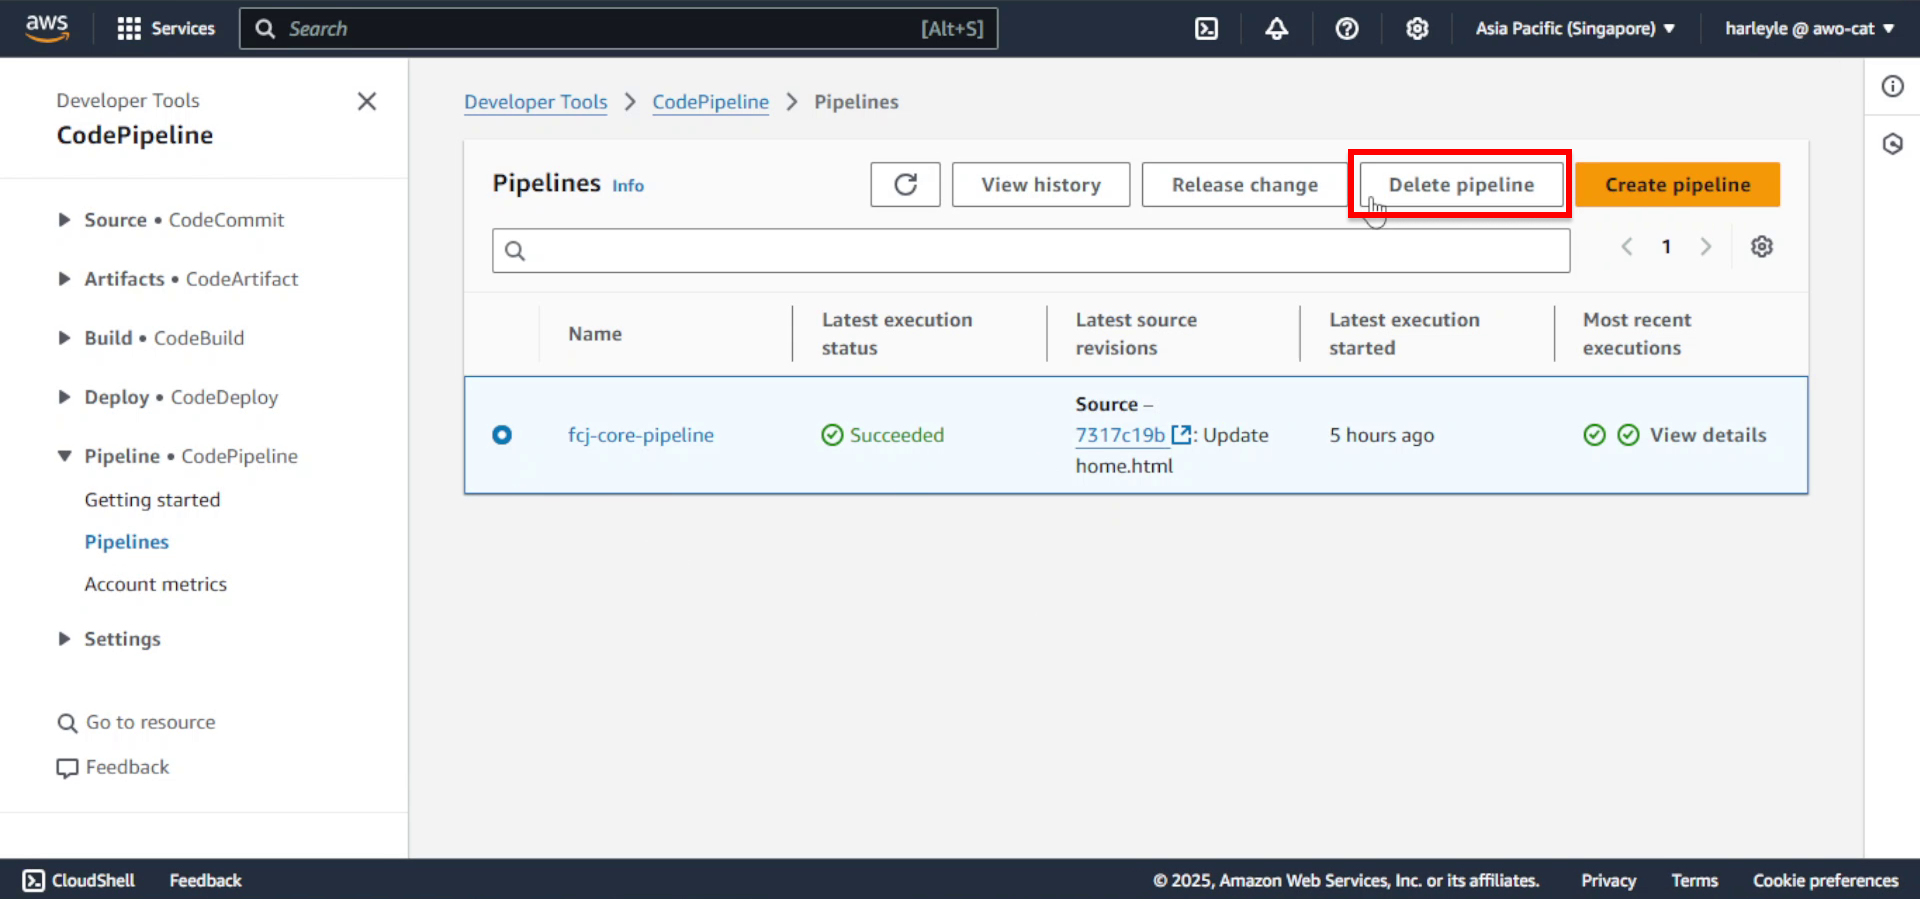 aws
Services
Search
[Alt+S]
Asia Pacific (Singapore)
harleyle @ awo-cat
Developer Tools
CodePipeline
Source • CodeCommit
Artifacts • CodeArtifact
Build • CodeBuild
Deploy • CodeDeploy
Pipeline • CodePipeline
Getting started
Pipelines
Account metrics
Settings
Go to resource
Feedback
Developer Tools
CodePipeline
Pipelines
Pipelines Info
View history
Release change
Delete pipeline
Create pipeline
1
Name
Latest execution
status
Latest source
revisions
Latest execution
started
Most recent
executions
fcj-core-pipeline
Succeeded
Source –
7317c19b : Update
home.html
5 hours ago
View details
CloudShell
Feedback
© 2025, Amazon Web Services, Inc. or its affiliates.
Privacy
Terms
Cookie preferences